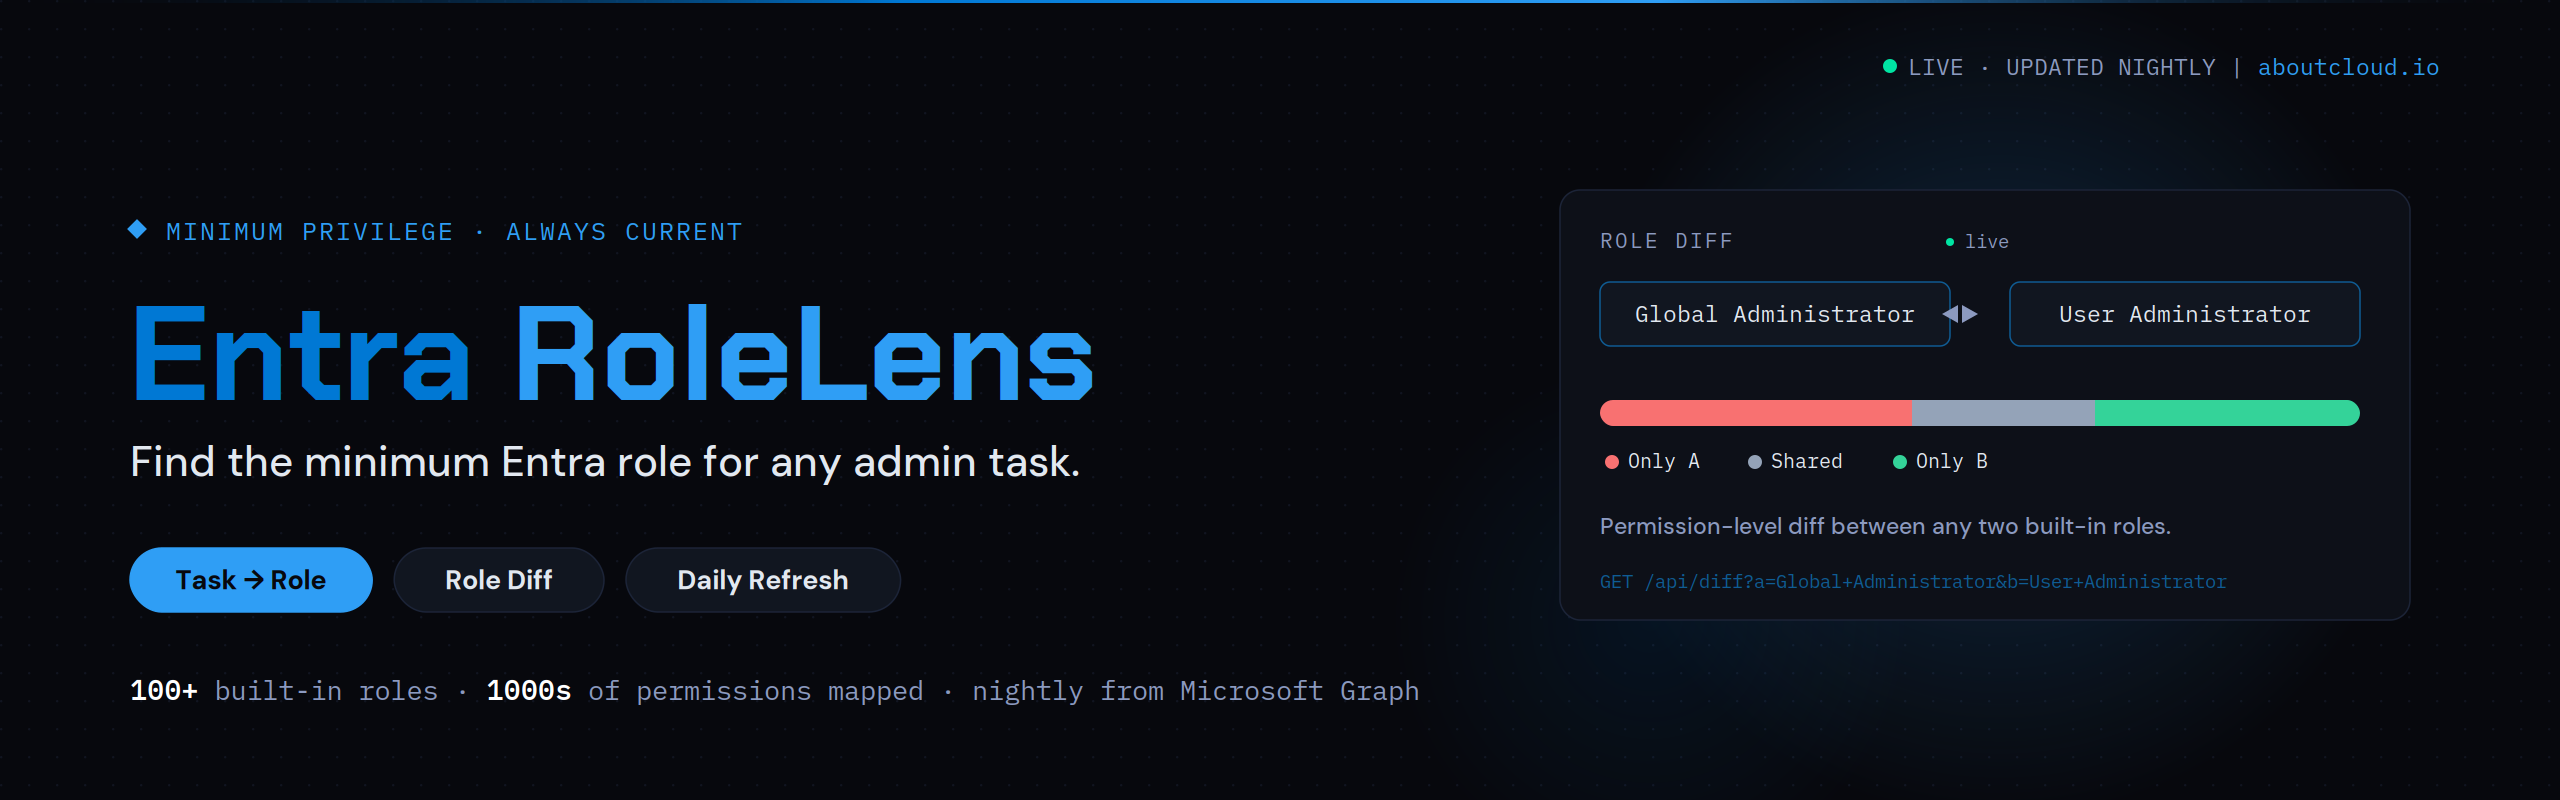 LIVE · UPDATED NIGHTLY | aboutcloud.io
MINIMUM PRIVILEGE · ALWAYS CURRENT
Entra RoleLens
Find the minimum Entra role for any admin task.
Task → Role
Role Diff
Daily Refresh
100+ built-in roles · 1000s of permissions mapped · nightly from Microsoft Graph
ROLE DIFF
live
Global Administrator
User Administrator
Only A
Shared
Only B
Permission-level diff between any two built-in roles.
GET /api/diff?a=Global+Administrator&b=User+Administrator